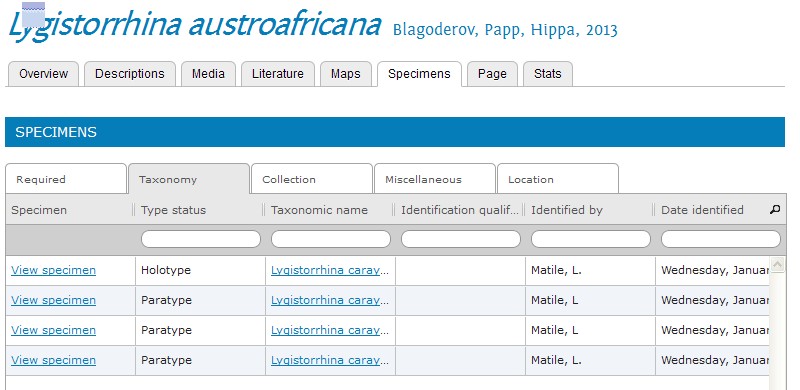 Lygistorrhina austroafricana Blagoderov, Papp, Hippa, 2013
Overview Descriptions Media Literature Maps Specimens Page Stats
SPECIMENS
Required Taxonomy Collection Miscellaneous Location
Specimen Type status Taxonomic name Identification qualif... Identified by Date identified
View specimen Holotype Lygistorrhina caray... Matile, L. Wednesday, Januar
View specimen Paratype Lygistorrhina caray... Matile, L Wednesday, Januar
View specimen Paratype Lygistorrhina caray... Matile, L. Wednesday, Januar
View specimen Paratype Lygistorrhina caray... Matile, L. Wednesday, Januar